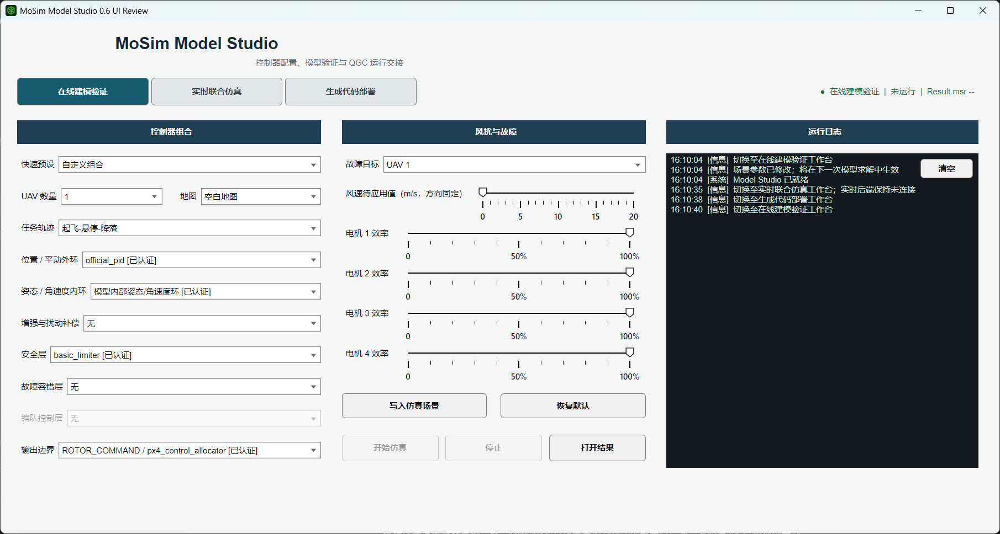 MoSim Model Studio 0.6 UI Review
MoSim Model Studio
控制器配置、模型验证与 QGC 运行交接
在线建模验证
实时联合仿真
生成代码部署
● 在线建模验证 | 未运行 | Result.msr --
控制器组合
快速预设 自定义组合
UAV 数量 1 地图 空白地图
任务轨迹 起飞-悬停-降落
位置 / 平动外环 official_pid [已认证]
姿态 / 角速度内环 模型内部姿态/角速度环 [已认证]
增强与扰动补偿 无
安全层 basic_limiter [已认证]
故障容错层 无
编队控制层 无
输出边界 ROTOR_COMMAND / px4_control_allocator [已认证]
风扰与故障
故障目标 UAV 1
风速待应用值（m/s，方向固定）
0 5 10 15 20
电机 1 效率
0 50% 100%
电机 2 效率
0 50% 100%
电机 3 效率
0 50% 100%
电机 4 效率
0 50% 100%
写入仿真场景
恢复默认
开始仿真
停止
打开结果
运行日志
清空
16:10:04 [信息] 切换至在线建模验证工作台
16:10:04 [信息] 场景参数已修改；将在下一次模型求解中生效
16:10:04 [系统] Model Studio 已就绪
16:10:35 [信息] 切换至实时联合仿真工作台；实时后端保持未连接
16:10:38 [信息] 切换至生成代码部署工作台
16:10:40 [信息] 切换至在线建模验证工作台